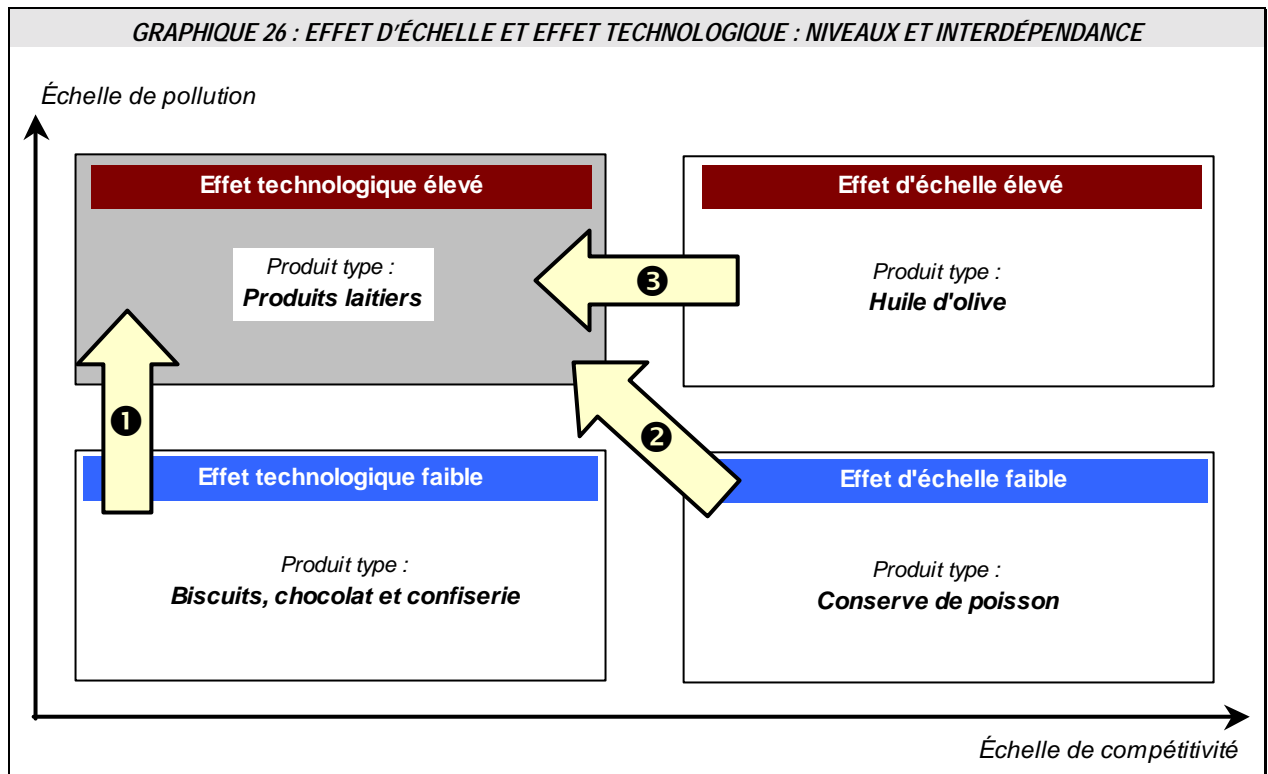 GRAPHIQUE 26 : EFFET D'ÉCHELLE ET EFFET TECHNOLOGIQUE : NIVEAUX ET INTERDÉPENDANCE
Échelle de pollution
Effet technologique élevé
Produit type :
Produits laitiers
Effet d'échelle élevé
Produit type :
Huile d'olive
❸
❶
❷
Effet technologique faible
Produit type :
Biscuits, chocolat et confiserie
Effet d'échelle faible
Produit type :
Conserve de poisson
Échelle de compétitivité